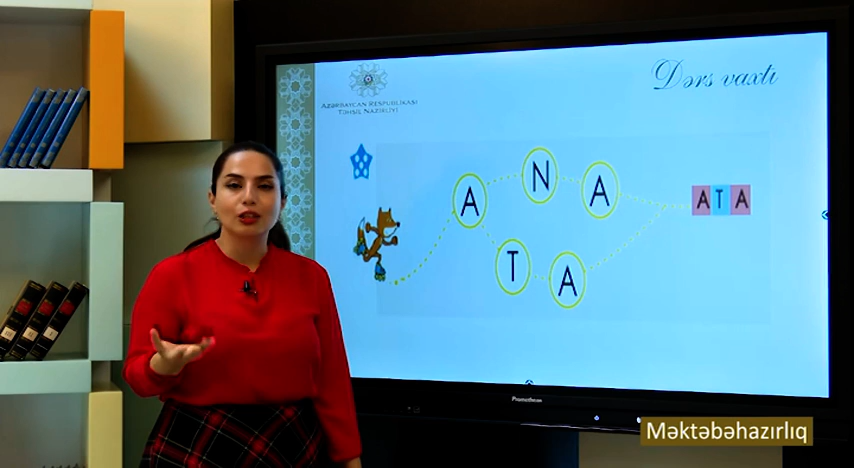 Dərs vaxtı
AZƏRBAYCAN RESPUBLİKASI
TƏHSİL NAZİRLİYİ
A N A
T A
ATA
Promethean
Məktəbəhazırlıq